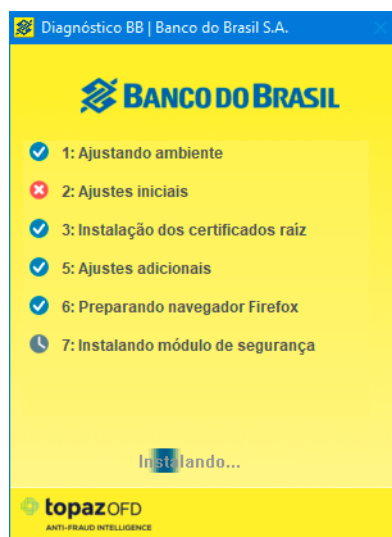 Diagnóstico BB | Banco do Brasil S.A.
BANCO DO BRASIL
1: Ajustando ambiente
2: Ajustes iniciais
3: Instalação dos certificados raíz
5: Ajustes adicionais
6: Preparando navegador Firefox
7: Instalando módulo de segurança
Instalando...
topazOFD
ANTI-FRAUD INTELLIGENCE